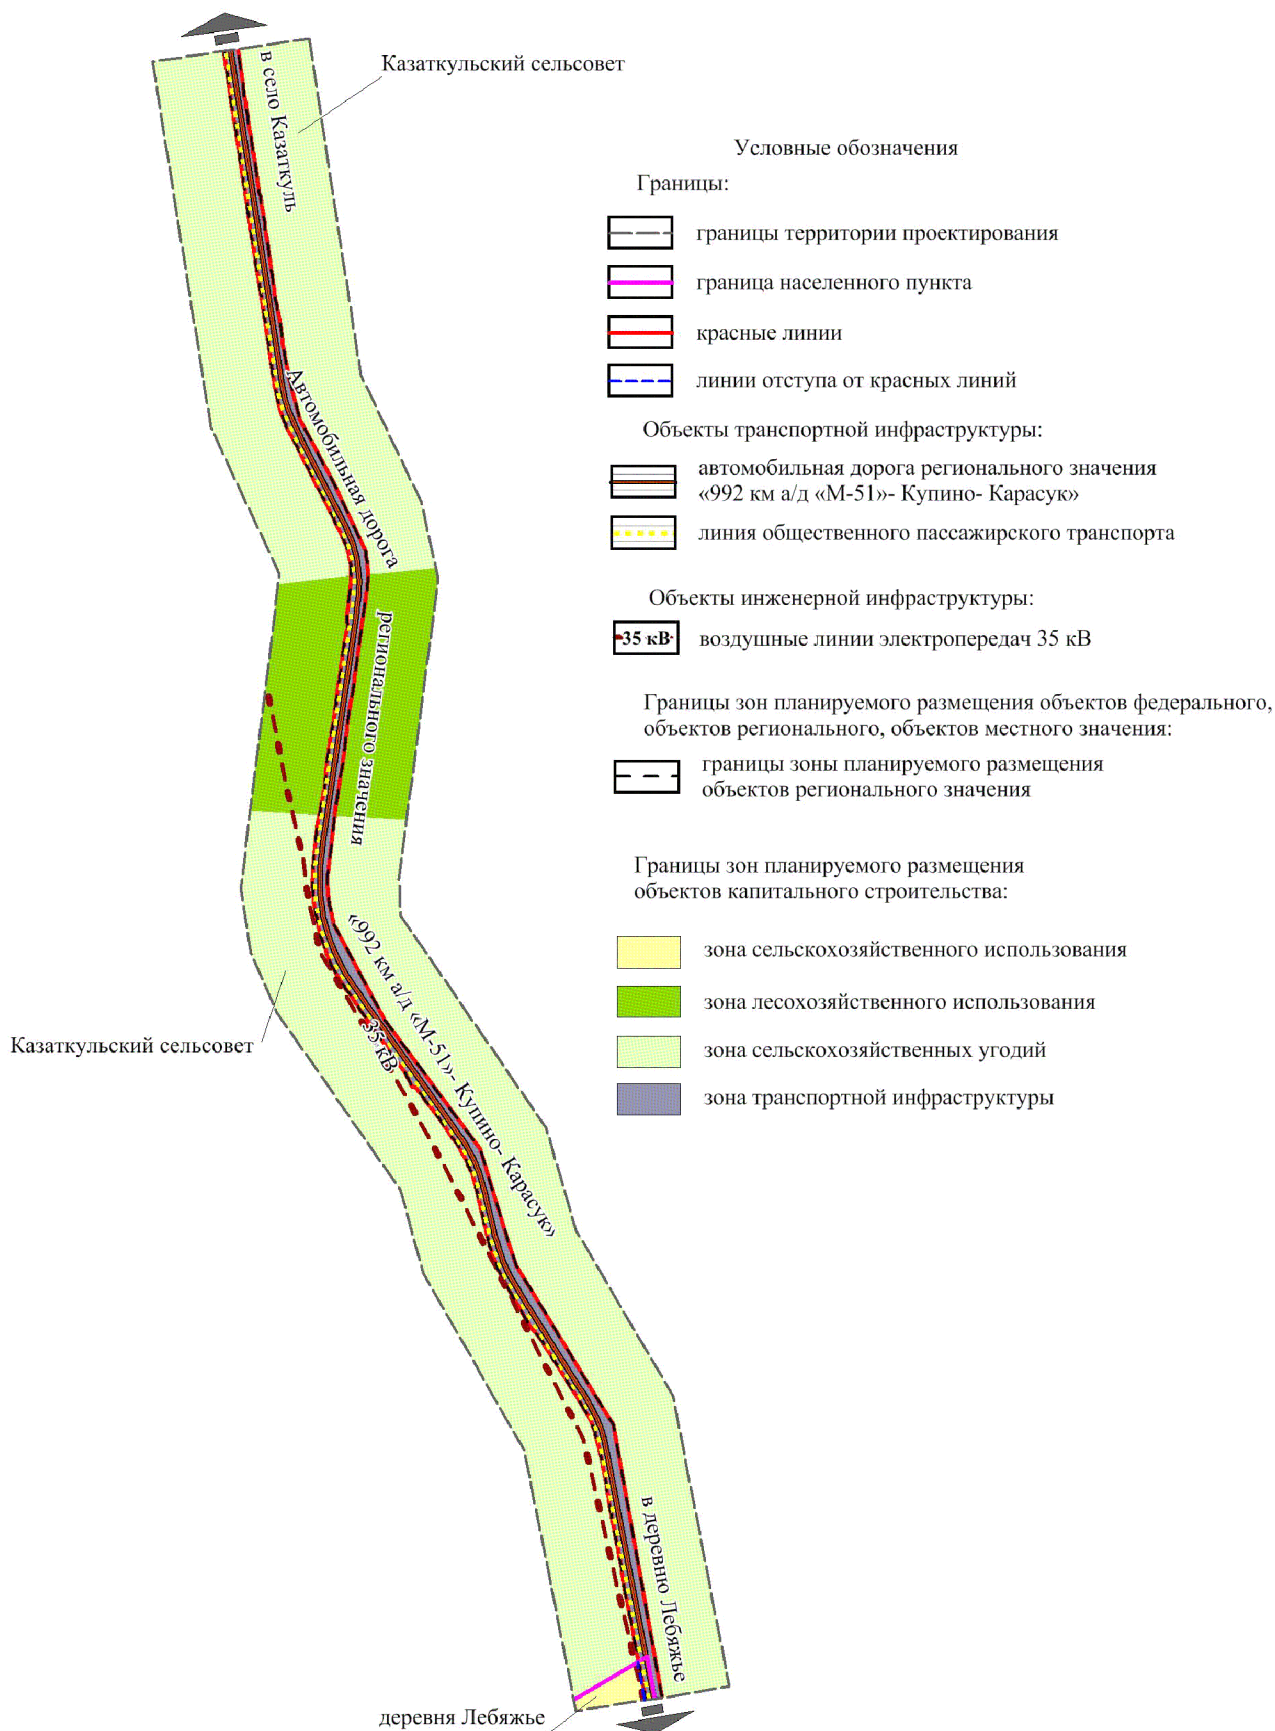 Казаткульский сельсовет
в село Казаткуль
Условные обозначения
Границы:
границы территории проектирования
граница населенного пункта
красные линии
линии отступа от красных линий
Объекты транспортной инфраструктуры:
автомобильная дорога регионального значения
«992 км а/д «М-51»- Купино- Карасук»
линия общественного пассажирского транспорта
Объекты инженерной инфраструктуры:
35 кВ
воздушные линии электропередач 35 кВ
Границы зон планируемого размещения объектов федерального,
объектов регионального, объектов местного значения:
границы зоны планируемого размещения
объектов регионального значения
Границы зон планируемого размещения
объектов капитального строительства:
зона сельскохозяйственного использования
зона лесохозяйственного использования
зона сельскохозяйственных угодий
зона транспортной инфраструктуры
Автомобильная дорога
регионального значения
«992 км а/д «М-51»- Купино- Карасук»
35 кВ
Казаткульский сельсовет
в деревню Лебяжье
деревня Лебяжье